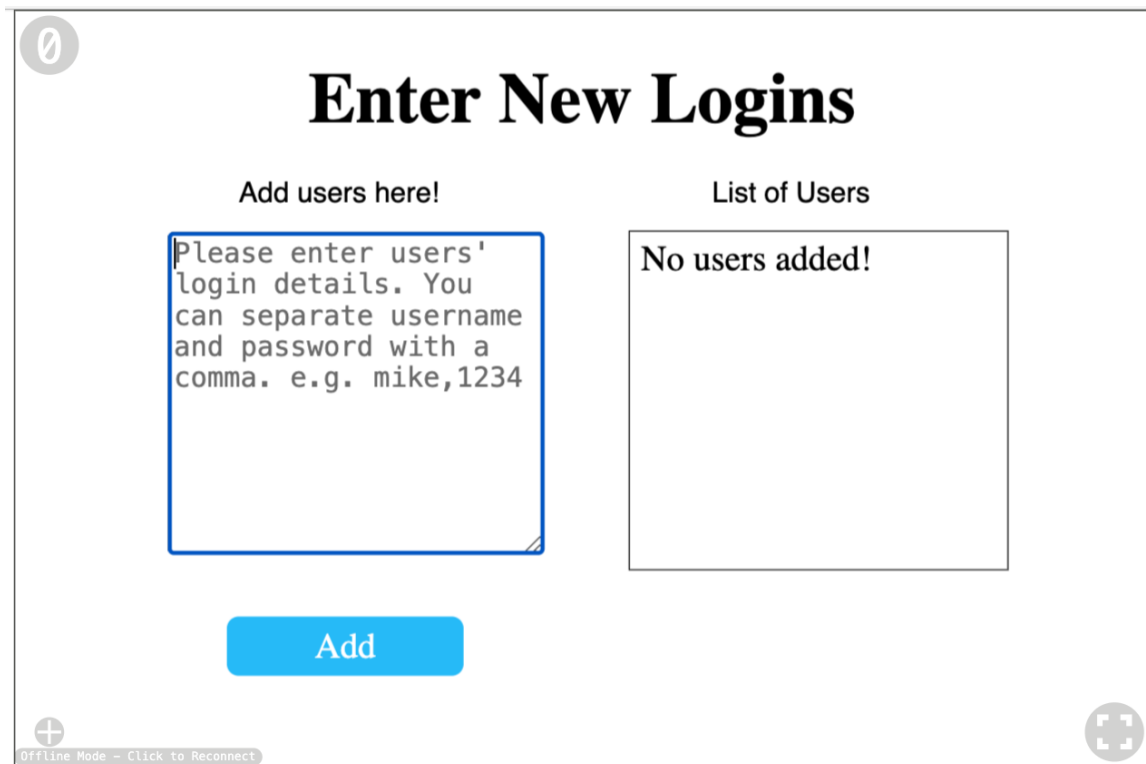 0
Enter New Logins
Add users here!
List of Users
Please enter users'
login details. You
can separate username
and password with a
comma. e.g. mike,1234
No users added!
Add
Offline Mode – Click to Reconnect